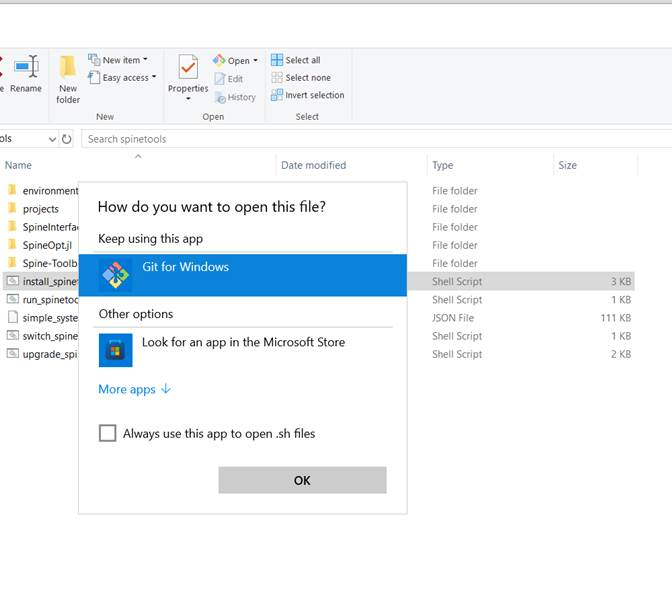 e Rename
New folder
New item
Easy access
New
Properties
Open
Edit
History
Open
Select all
Select none
Invert selection
Select
ols
Search spinetools
Name Date modified Type Size
environment File folder
projects File folder
SpineInterfa File folder
SpineOpt.jl File folder
Spine-Toolb File folder
install_spinet Shell Script 3 KB
run_spinetoo Shell Script 1 KB
simple_syste JSON File 111 KB
switch_spine Shell Script 1 KB
upgrade_spi Shell Script 2 KB
How do you want to open this file?
Keep using this app
Git for Windows
Other options
Look for an app in the Microsoft Store
More apps
Always use this app to open .sh files
OK